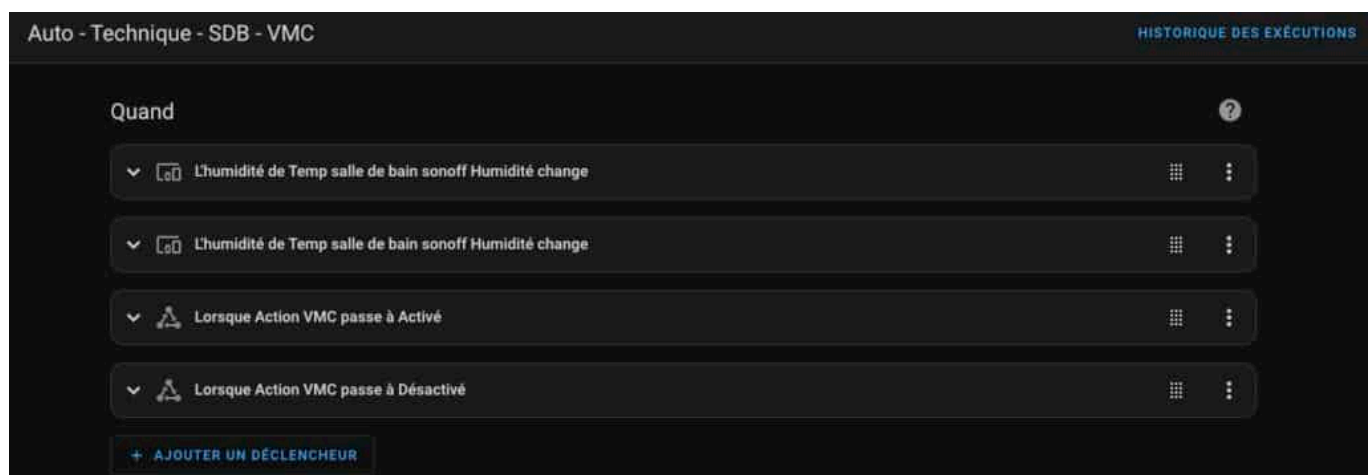 Auto - Technique - SDB - VMC
HISTORIQUE DES EXÉCUTIONS
Quand
L'humidité de Temp salle de bain sonoff Humidité change
L'humidité de Temp salle de bain sonoff Humidité change
Lorsque Action VMC passe à Activé
Lorsque Action VMC passe à Désactivé
+ AJOUTER UN DÉCLENCHEUR